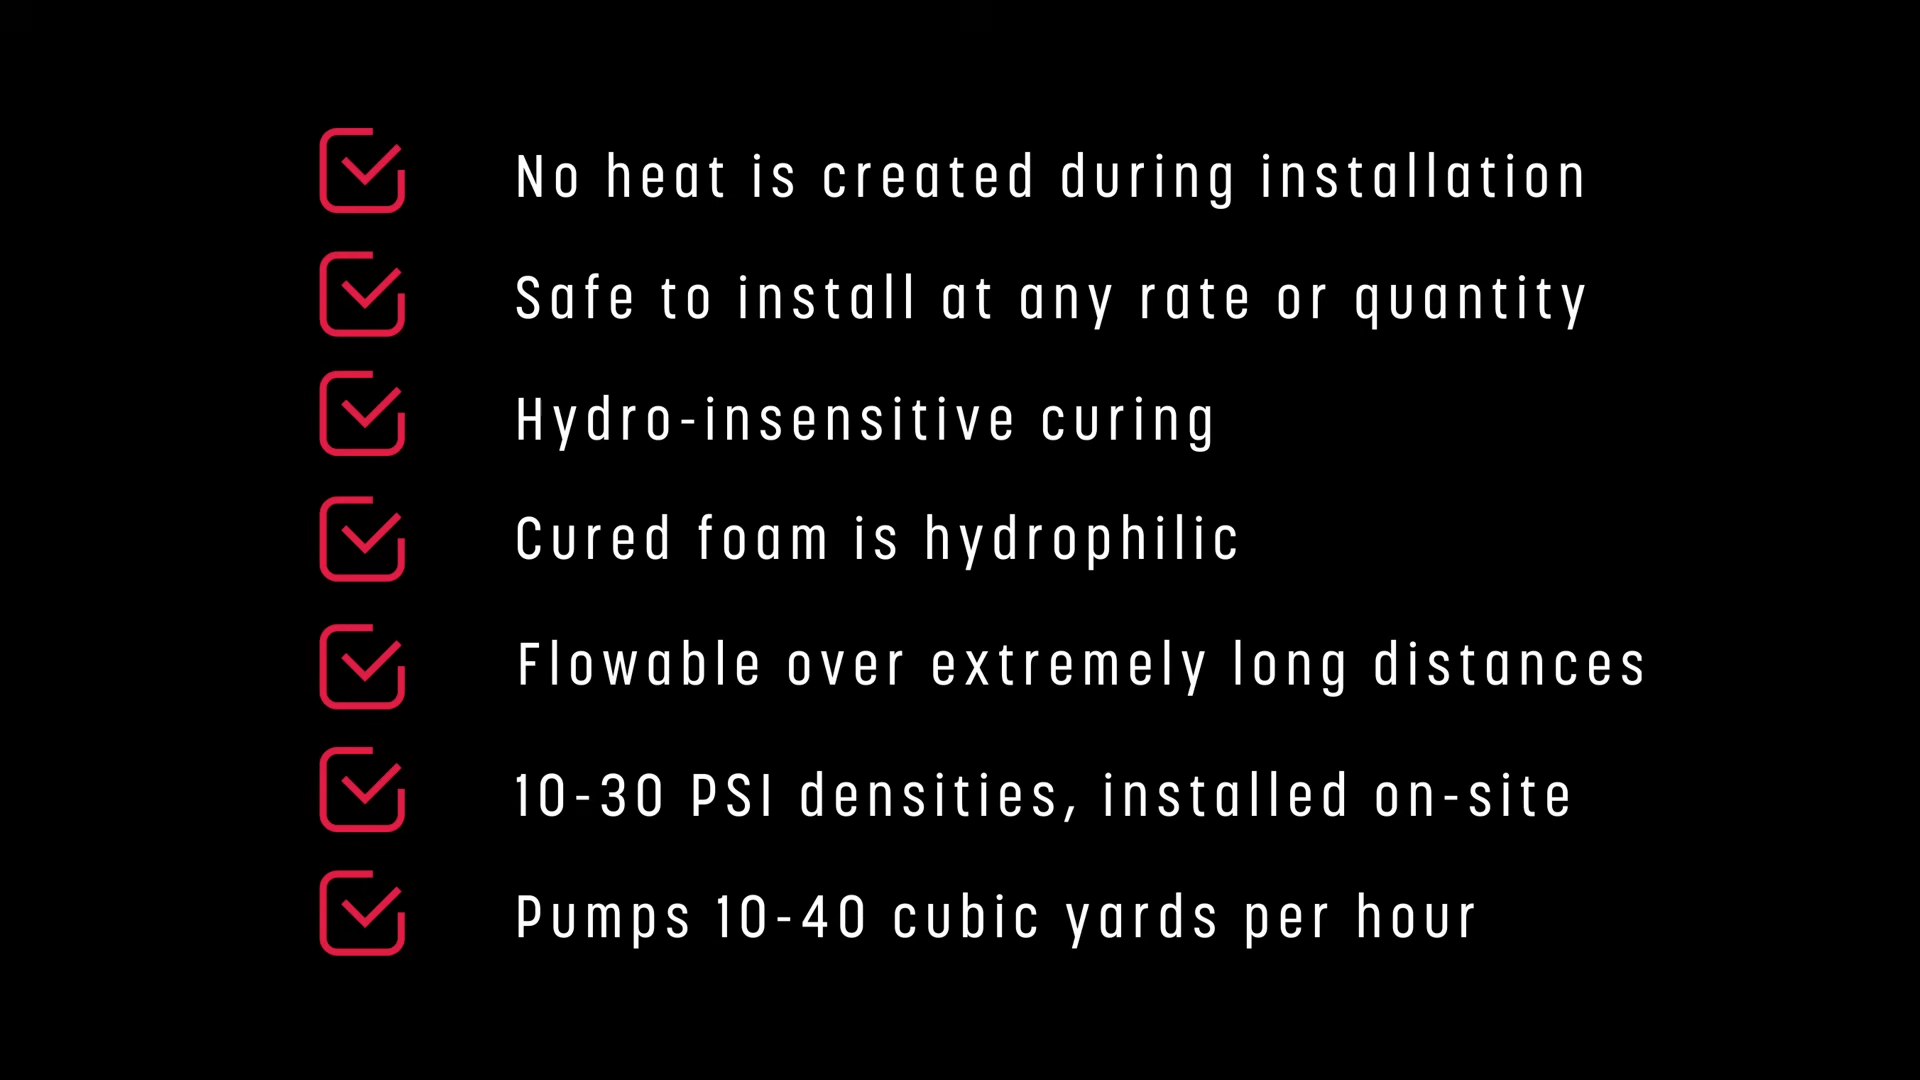 No heat is created during installation
Safe to install at any rate or quantity
Hydro-insensitive curing
Cured foam is hydrophilic
Flowable over extremely long distances
10-30 PSI densities, installed on-site
Pumps 10-40 cubic yards per hour